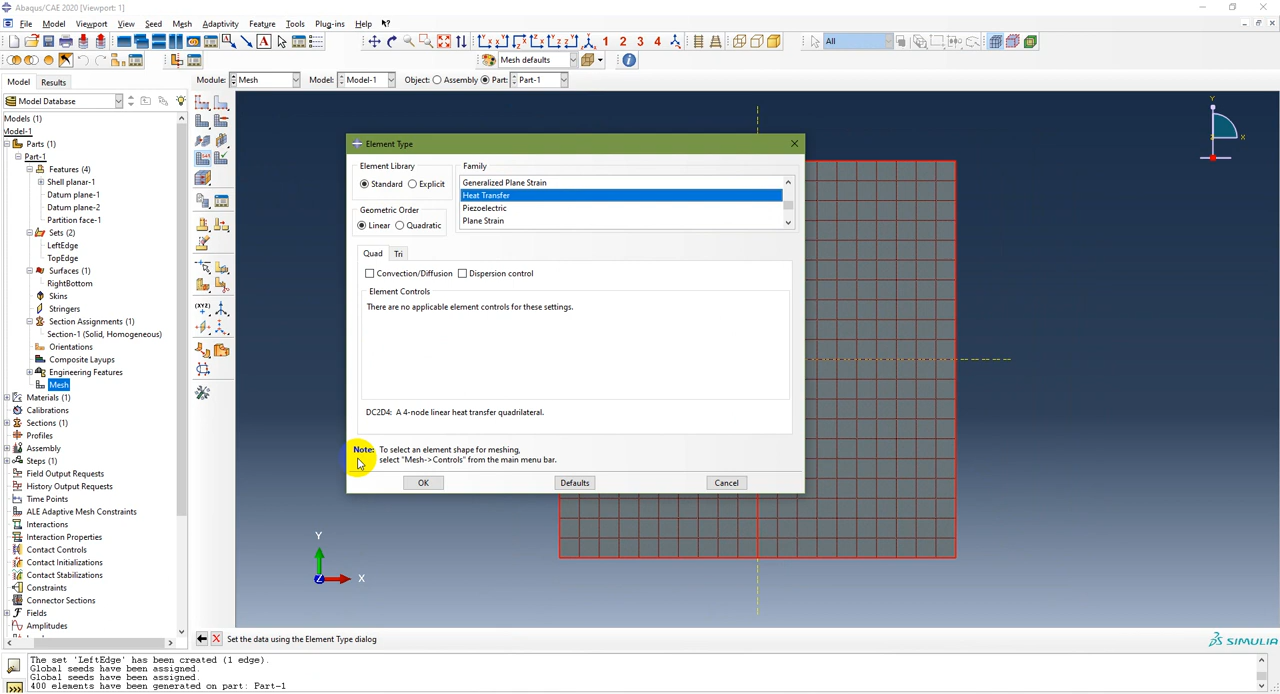 Abaqus/CAE 2020 [Viewport: 1]
File Model Viewport View Seed Mesh Adaptivity Feature Tools Plug-ins Help
1 2 3 4
All
Mesh defaults
Model Results
Module: Mesh Model: Model-1 Object: Assembly Part: Part-1
Model Database
Models (1)
Model-1
Parts (1)
Part-1
Features (4)
Shell planar-1
Datum plane-1
Datum plane-2
Partition face-1
Sets (2)
LeftEdge
TopEdge
Surfaces (1)
RightBottom
Skins
Stringers
Section Assignments (1)
Section-1 (Solid, Homogeneous)
Orientations
Composite Layups
Engineering Features
Mesh
Materials (1)
Calibrations
Sections (1)
Profiles
Assembly
Steps (1)
Field Output Requests
History Output Requests
Time Points
ALE Adaptive Mesh Constraints
Interactions
Interaction Properties
Contact Controls
Contact Initializations
Contact Stabilizations
Constraints
Connector Sections
Fields
Amplitudes
Element Type
Element Library
Standard Explicit
Geometric Order
Linear Quadratic
Family
Generalized Plane Strain
Heat Transfer
Piezoelectric
Plane Strain
Quad Tri
Convection/Diffusion Dispersion control
Element Controls
There are no applicable element controls for these settings.
DC2D4: A 4-node linear heat transfer quadrilateral.
Note: To select an element shape for meshing,
select "Mesh->Controls" from the main menu bar.
OK Defaults Cancel
Y
X
Z
Y
X
Set the data using the Element Type dialog
SIMULIA
The set 'LeftEdge' has been created (1 edge).
Global seeds have been assigned.
Global seeds have been assigned.
400 elements have been generated on part: Part-1